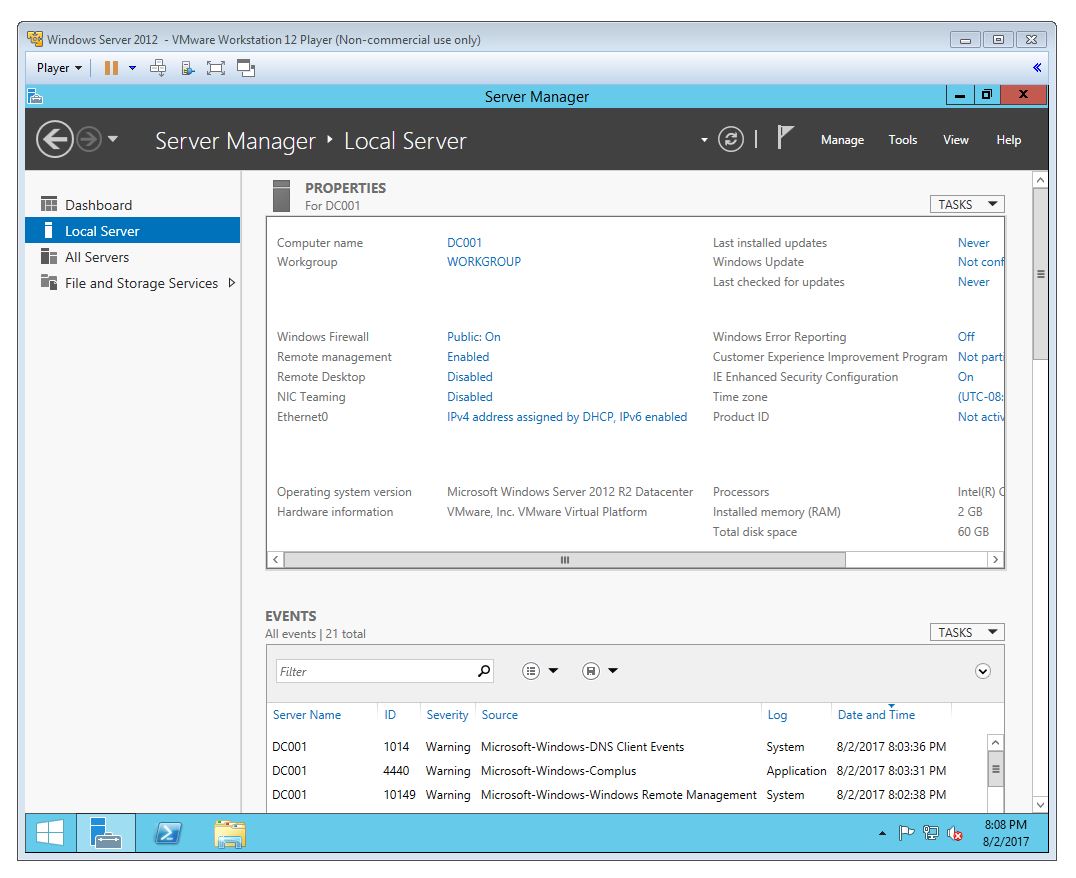 Windows Server 2012 - VMware Workstation 12 Player (Non-commercial use only)
Player
Server Manager
Server Manager ‣ Local Server
Manage Tools View Help
Dashboard
Local Server
All Servers
File and Storage Services
PROPERTIES
For DC001
TASKS
Computer name DC001 Last installed updates Never
Workgroup WORKGROUP Windows Update Not conf
Last checked for updates Never
Windows Firewall Public: On Windows Error Reporting Off
Remote management Enabled Customer Experience Improvement Program Not parti
Remote Desktop Disabled IE Enhanced Security Configuration On
NIC Teaming Disabled Time zone (UTC-08:
Ethernet0 IPv4 address assigned by DHCP, IPv6 enabled Product ID Not activ
Operating system version Microsoft Windows Server 2012 R2 Datacenter Processors Intel(R) C
Hardware information VMware, Inc. VMware Virtual Platform Installed memory (RAM) 2 GB
Total disk space 60 GB
EVENTS
All events | 21 total
TASKS
Filter
Server Name ID Severity Source Log Date and Time
DC001 1014 Warning Microsoft-Windows-DNS Client Events System 8/2/2017 8:03:36 PM
DC001 4440 Warning Microsoft-Windows-Complus Application 8/2/2017 8:03:31 PM
DC001 10149 Warning Microsoft-Windows-Windows Remote Management System 8/2/2017 8:02:38 PM
8:08 PM
8/2/2017